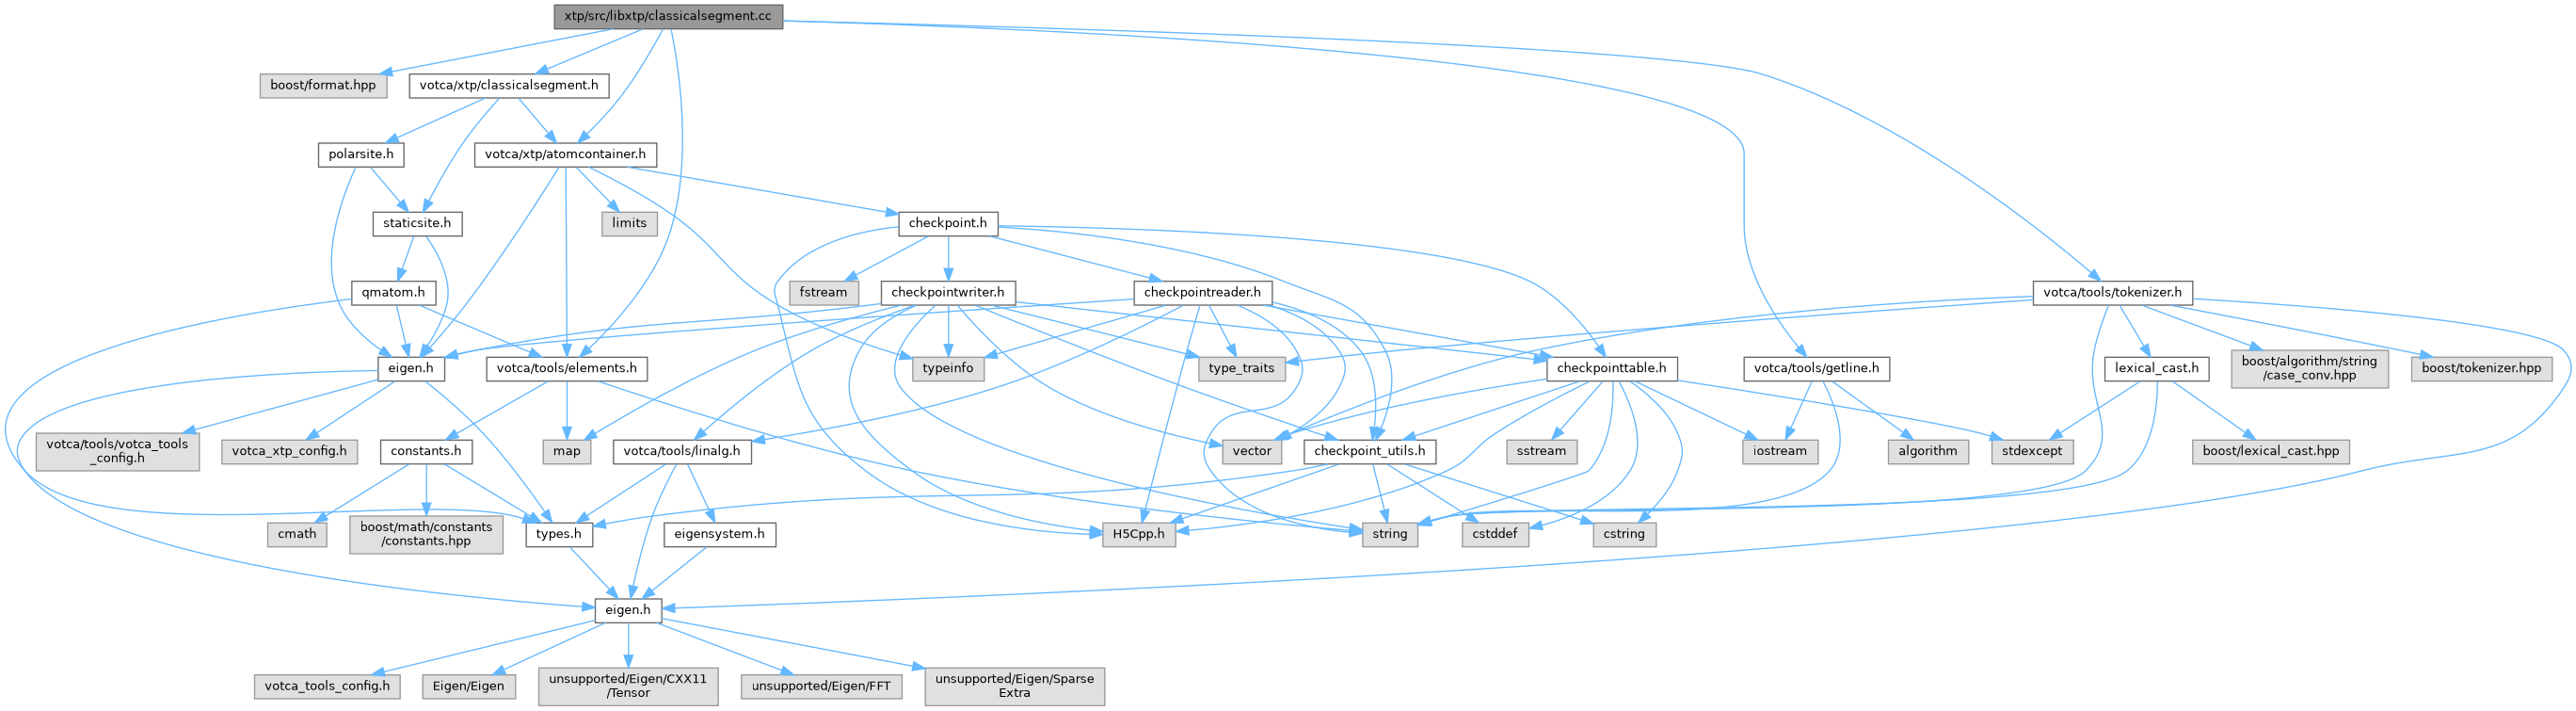 xtp/src/libxtp/classicalsegment.cc
boost/format.hpp
votca/xtp/classicalsegment.h
polarsite.h
votca/xtp/atomcontainer.h
staticsite.h
limits
checkpoint.h
qmatom.h
fstream
checkpointwriter.h
checkpointreader.h
votca/tools/tokenizer.h
eigen.h
votca/tools/elements.h
typeinfo
type_traits
checkpointtable.h
votca/tools/getline.h
lexical_cast.h
boost/algorithm/string
/case_conv.hpp
boost/tokenizer.hpp
votca/tools/votca_tools
_config.h
votca_xtp_config.h
constants.h
map
votca/tools/linalg.h
vector
checkpoint_utils.h
sstream
iostream
algorithm
stdexcept
boost/lexical_cast.hpp
cmath
boost/math/constants
/constants.hpp
types.h
eigensystem.h
H5Cpp.h
string
cstddef
cstring
eigen.h
votca_tools_config.h
Eigen/Eigen
unsupported/Eigen/CXX11
/Tensor
unsupported/Eigen/FFT
unsupported/Eigen/Sparse
Extra